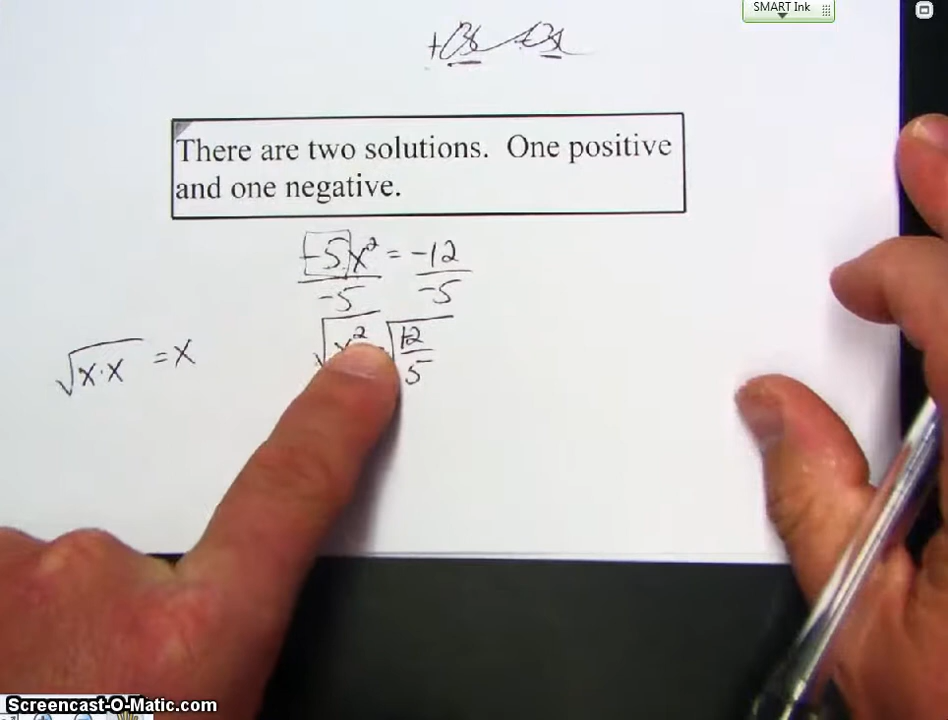 SMART Ink
There are two solutions. One positive
and one negative.
-5x² = -12
-5 -5
√x² √12
5
√x·x = x
Screencast-O-Matic.com